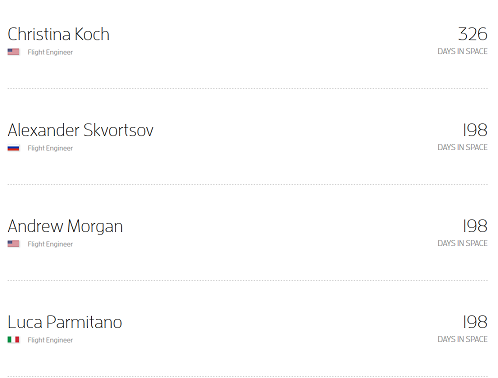 Christina Koch 326
Flight Engineer DAYS IN SPACE
Alexander Skvortsov 198
Flight Engineer DAYS IN SPACE
Andrew Morgan 198
Flight Engineer DAYS IN SPACE
Luca Parmitano 198
Flight Engineer DAYS IN SPACE